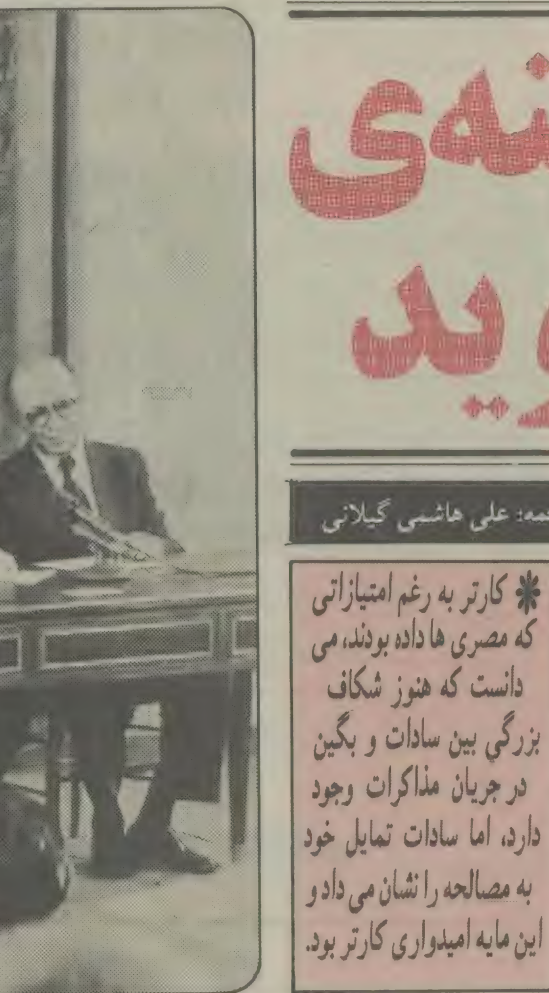 علی هاشمی گیلانی
✱ کارتر به رغم امتیازاتی
که مصری ها داده بودند، می
دانست که هنوز شکاف
بزرگی بین سادات و بگین
در جریان مذاکرات وجود
دارد، اما سادات تمایل خود
به مصالحه را نشان می داد و
این مایه امیدواری کارتر بود.